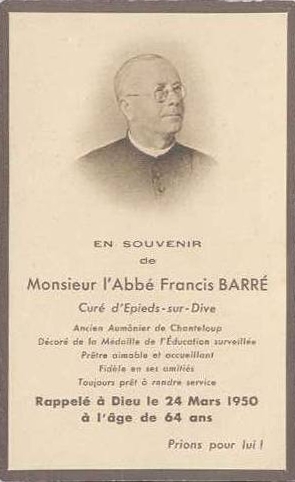 EN SOUVENIR
de
Monsieur l'Abbé Francis BARRÉ
Curé d'Epieds-sur-Dive
Ancien Aumônier de Chanteloup
Décoré de la Médaille de l'Éducation surveillée
Prêtre aimable et accueillant
Fidèle en ses amitiés
Toujours prêt à rendre service
Rappelé à Dieu le 24 Mars 1950
à l'âge de 64 ans
Prions pour lui !